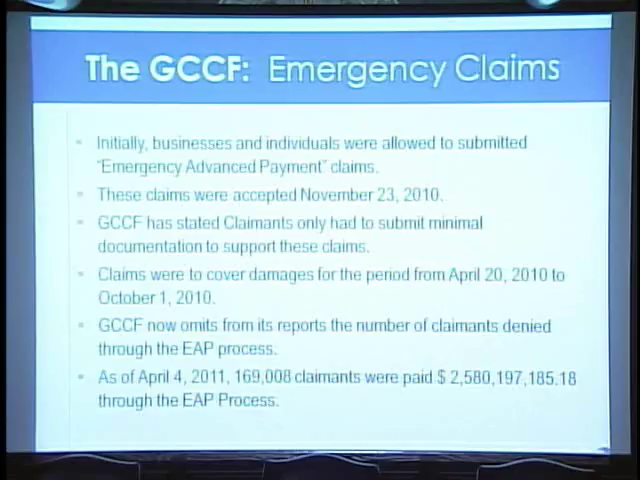 The GCCF: Emergency Claims
Initially, businesses and individuals were allowed to submitted
"Emergency Advanced Payment" claims.
These claims were accepted November 23, 2010.
GCCF has stated Claimants only had to submit minimal
documentation to support these claims.
Claims were to cover damages for the period from April 20, 2010 to
October 1, 2010.
GCCF now omits from its reports the number of claimants denied
through the EAP process.
As of April 4, 2011, 169,008 claimants were paid $ 2,580,197,185.18
through the EAP Process.